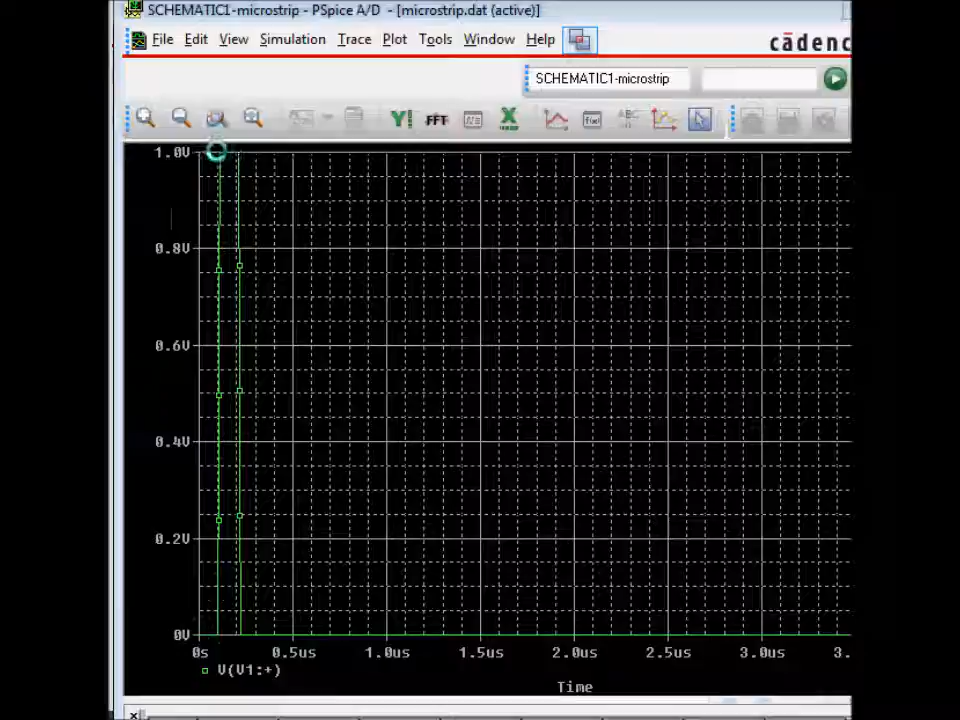 SCHEMATIC1-microstrip - PSpice A/D - [microstrip.dat (active)]
File Edit View Simulation Trace Plot Tools Window Help
cādenc
SCHEMATIC1-microstrip
Y! FFT
1.0V
0.8V
0.6V
0.4V
0.2V
0V
0s 0.5us 1.0us 1.5us 2.0us 2.5us 3.0us 3.
V(V1:+)
Time